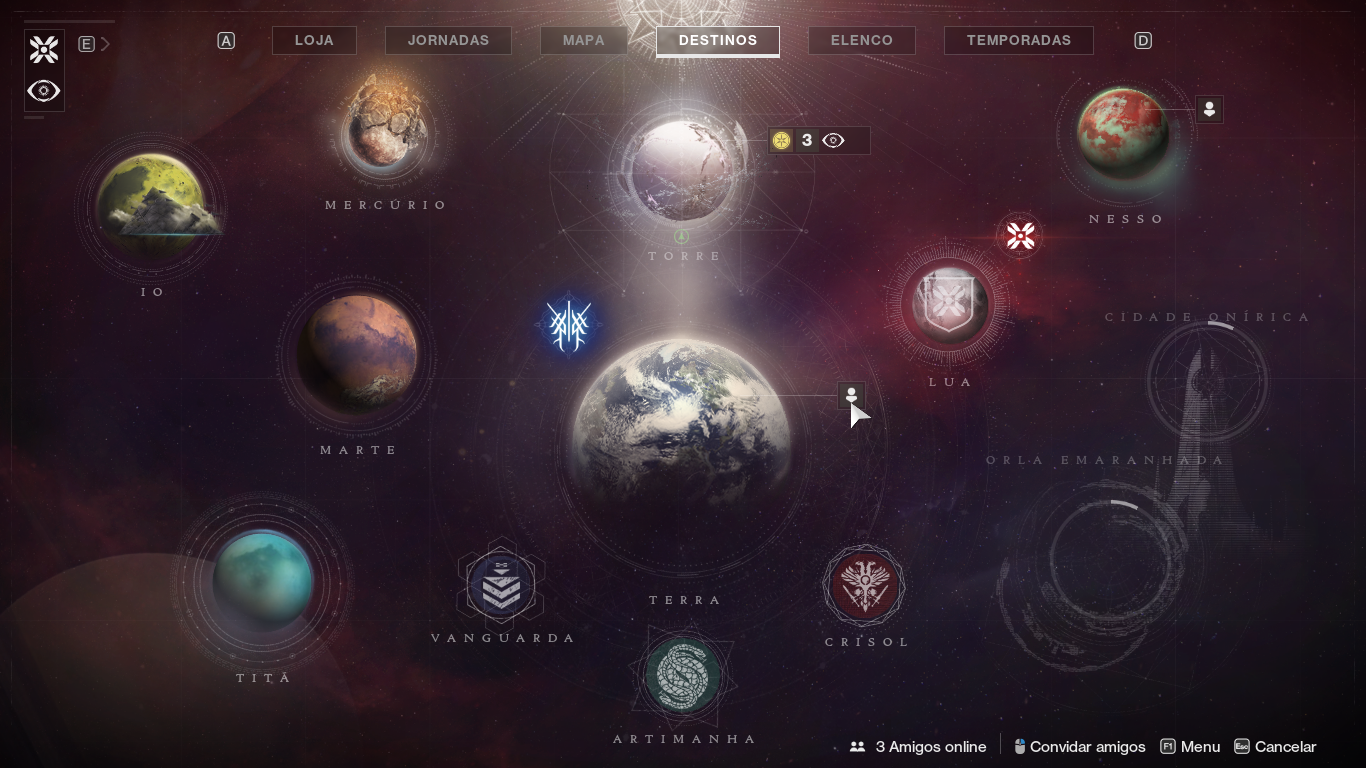 E
A
LOJA
JORNADAS
MAPA
DESTINOS
ELENCO
TEMPORADAS
D
3
MERCÚRIO
NESSO
TORRE
IO
CIDADE ONÍRICA
LUA
MARTE
ORLA EMARANHADA
TERRA
VANGUARDA
CRISOL
TITÃ
ARTIMANHA
3 Amigos online
Convidar amigos
F1 Menu
Esc Cancelar